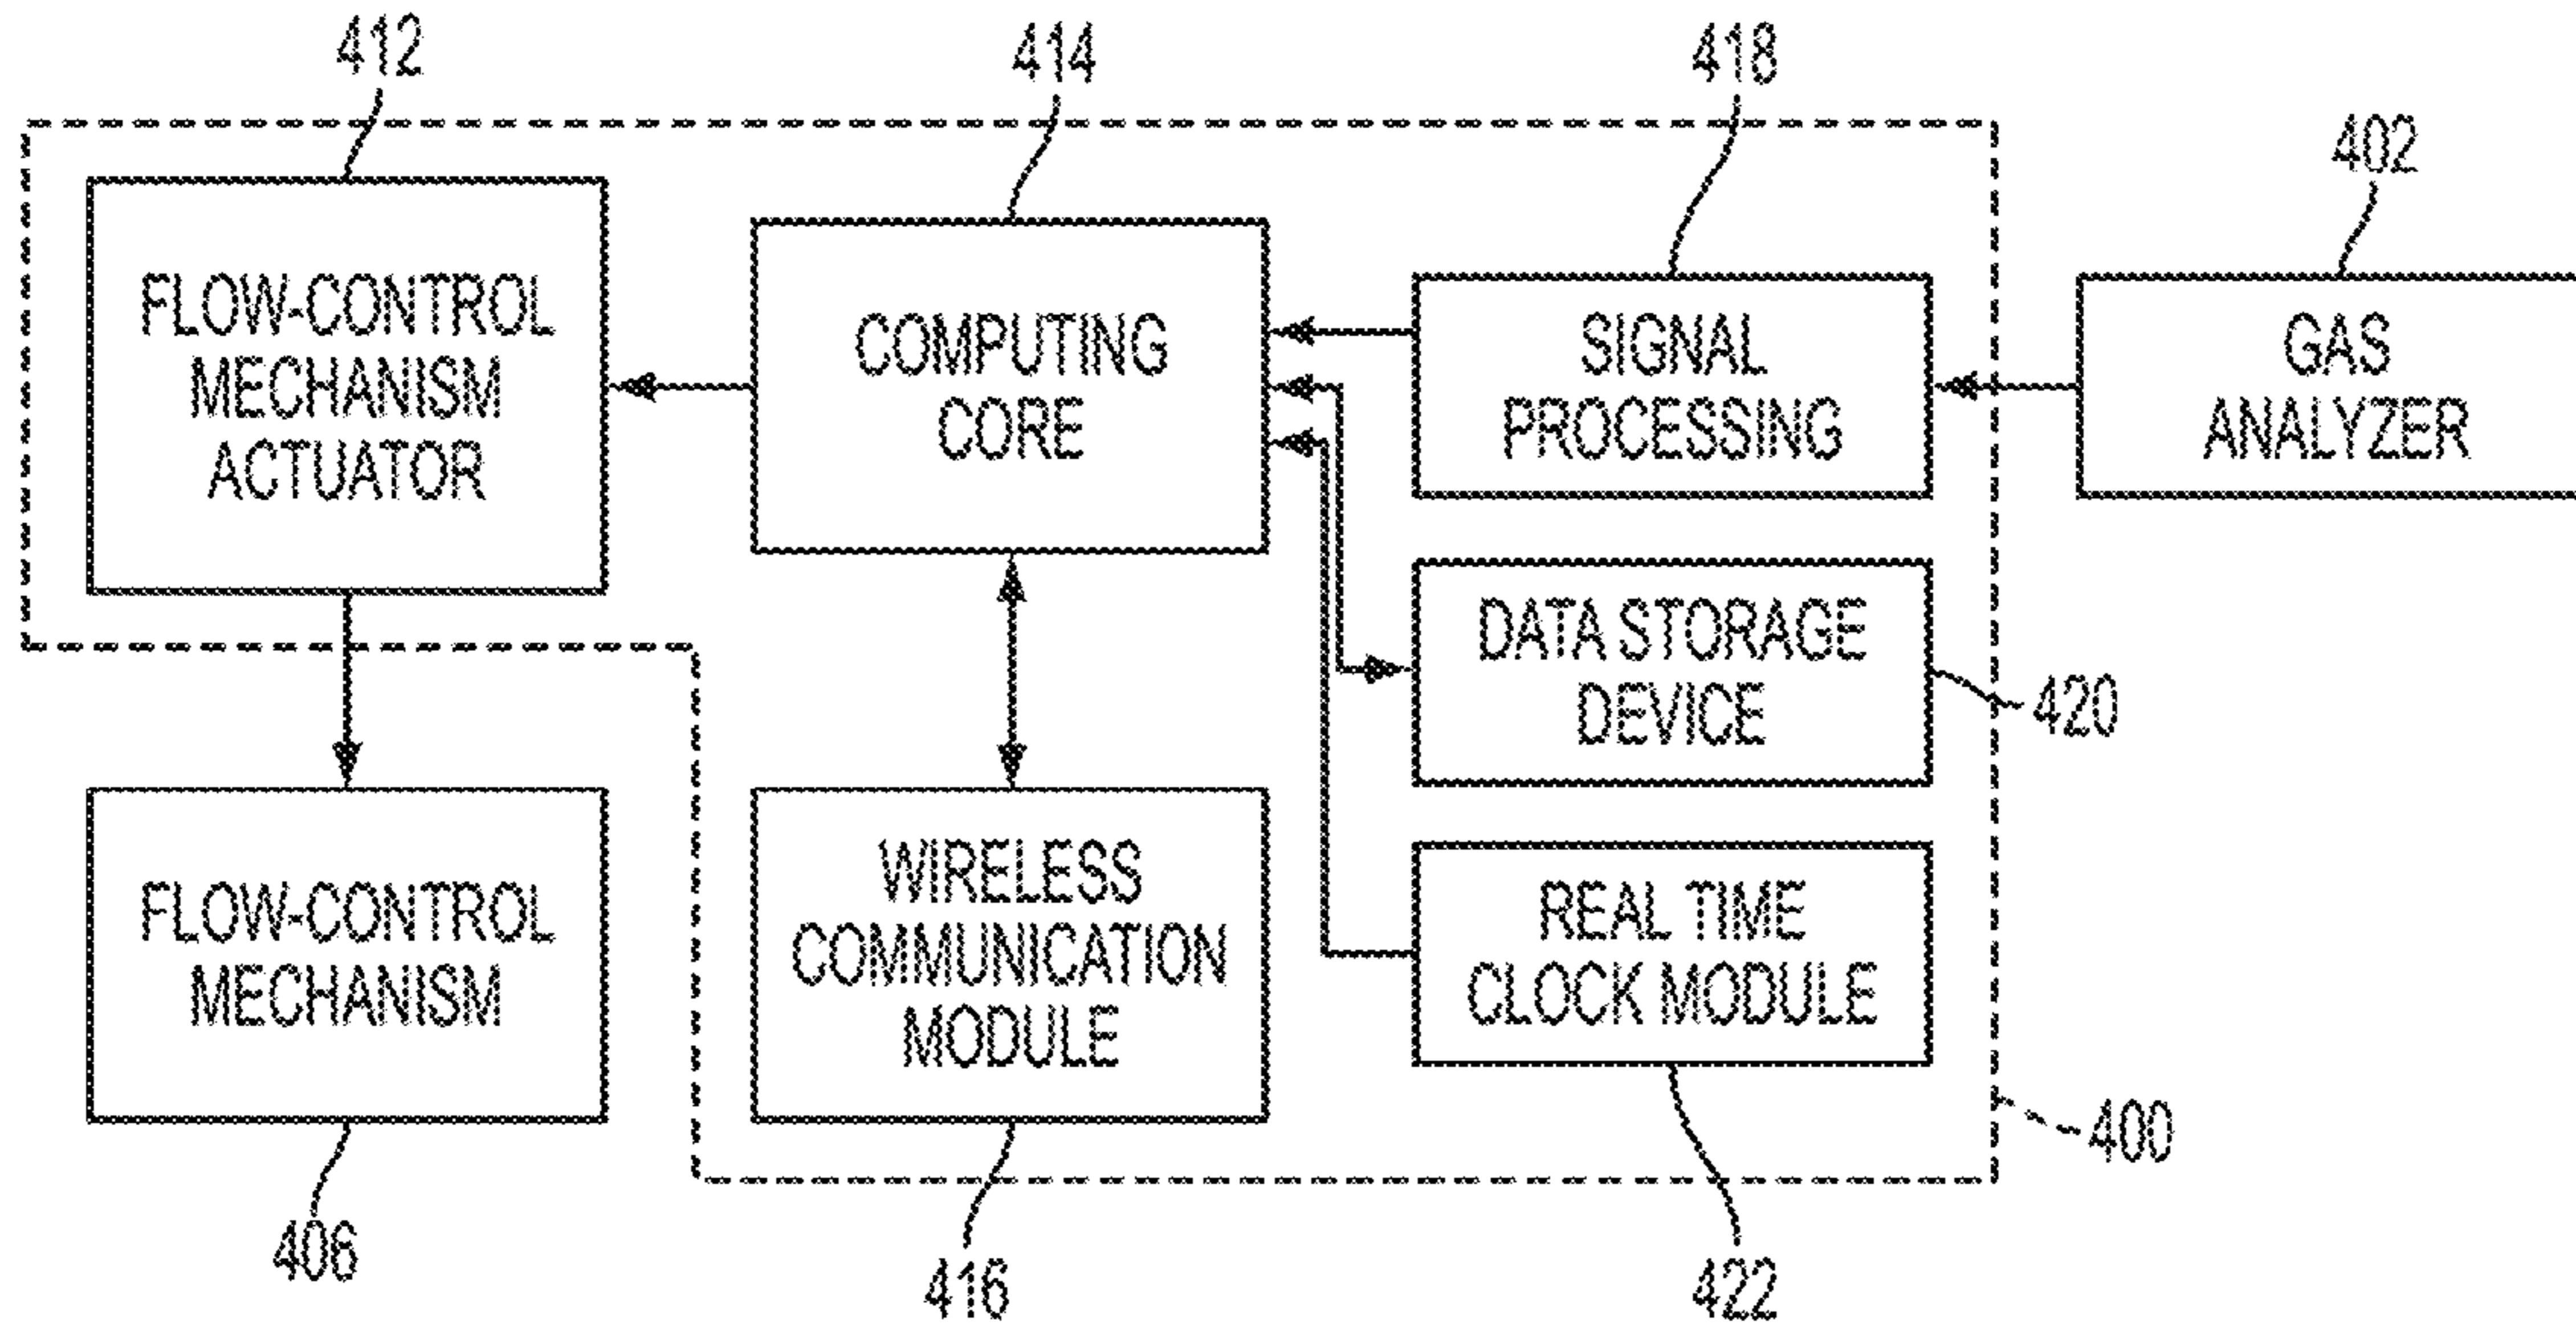 412
414
418
402
FLOW-CONTROL
MECHANISM
ACTUATOR
COMPUTING
CORE
SIGNAL
PROCESSING
GAS
ANALYZER
DATA STORAGE
DEVICE
420
FLOW-CONTROL
MECHANISM
WIRELESS
COMMUNICATION
MODULE
REAL TIME
CLOCK MODULE
400
406
416
422